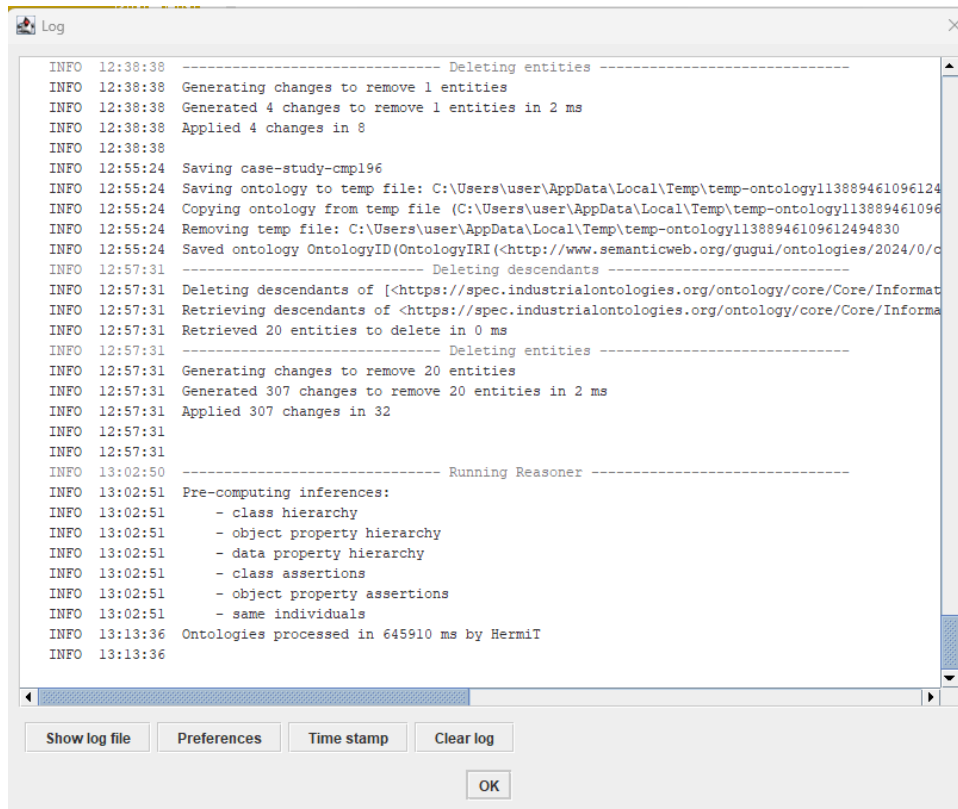 Log
INFO 12:38:38 ------------------------------- Deleting entities ------------------------------
INFO 12:38:38 Generating changes to remove 1 entities
INFO 12:38:38 Generated 4 changes to remove 1 entities in 2 ms
INFO 12:38:38 Applied 4 changes in 8
INFO 12:38:38
INFO 12:55:24 Saving case-study-cmp196
INFO 12:55:24 Saving ontology to temp file: C:\Users\user\AppData\Local\Temp\temp-ontology113889461096124
INFO 12:55:24 Copying ontology from temp file (C:\Users\user\AppData\Local\Temp\temp-ontology113889461096
INFO 12:55:24 Removing temp file: C:\Users\user\AppData\Local\Temp\temp-ontology11388946109612494830
INFO 12:55:24 Saved ontology OntologyID(OntologyIRI(<http://www.semanticweb.org/gugui/ontologies/2024/0/c
INFO 12:57:31 ----------------------------- Deleting descendants -----------------------------
INFO 12:57:31 Deleting descendants of [<https://spec.industrialontologies.org/ontology/core/Core/Informat
INFO 12:57:31 Retrieving descendants of <https://spec.industrialontologies.org/ontology/core/Core/Informa
INFO 12:57:31 Retrieved 20 entities to delete in 0 ms
INFO 12:57:31 ------------------------------- Deleting entities ------------------------------
INFO 12:57:31 Generating changes to remove 20 entities
INFO 12:57:31 Generated 307 changes to remove 20 entities in 2 ms
INFO 12:57:31 Applied 307 changes in 32
INFO 12:57:31
INFO 12:57:31
INFO 13:02:50 ------------------------------- Running Reasoner -------------------------------
INFO 13:02:51 Pre-computing inferences:
INFO 13:02:51 - class hierarchy
INFO 13:02:51 - object property hierarchy
INFO 13:02:51 - data property hierarchy
INFO 13:02:51 - class assertions
INFO 13:02:51 - object property assertions
INFO 13:02:51 - same individuals
INFO 13:13:36 Ontologies processed in 645910 ms by HermiT
INFO 13:13:36
Show log file Preferences Time stamp Clear log
OK